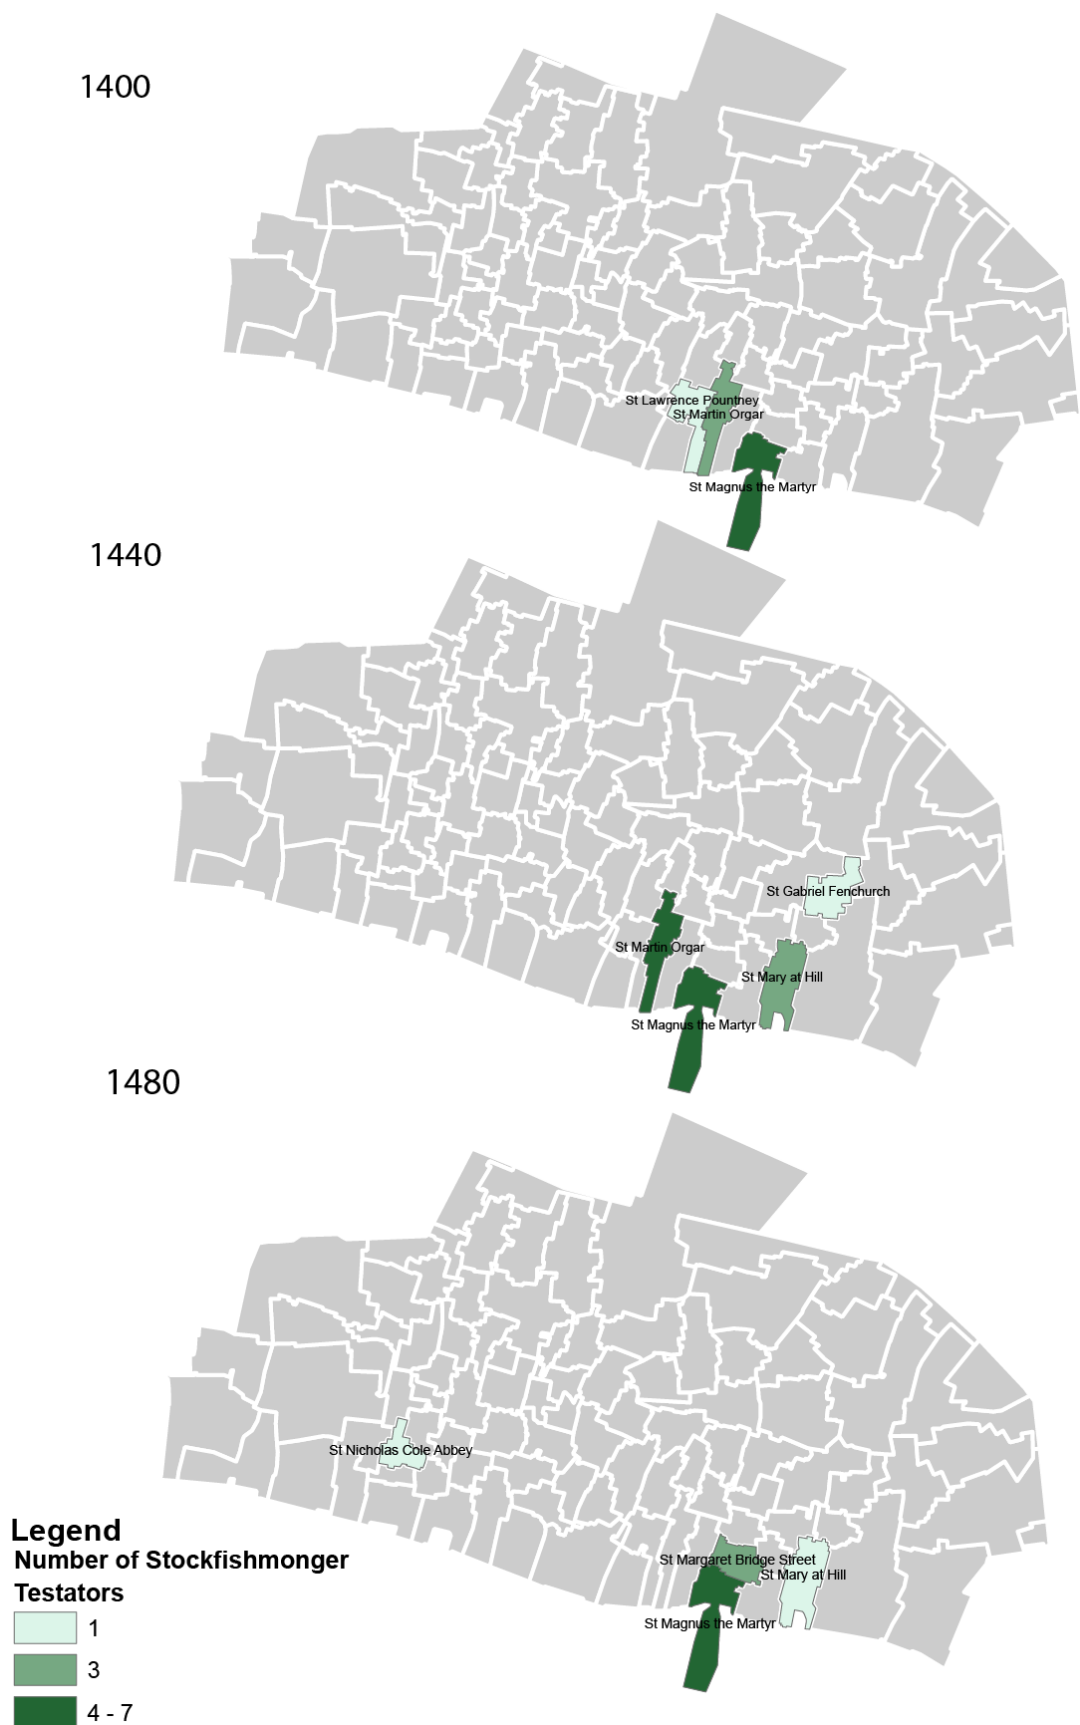 1400
St Lawrence Pountney
St Martin Orgar
St Magnus the Martyr
1440
St Gabriel Fenchurch
St Martin Orgar
St Mary at Hill
St Magnus the Martyr
1480
St Nicholas Cole Abbey
St Margaret Bridge Street
St Mary at Hill
St Magnus the Martyr
Legend
Number of Stockfishmonger
Testators
1
3
4 - 7